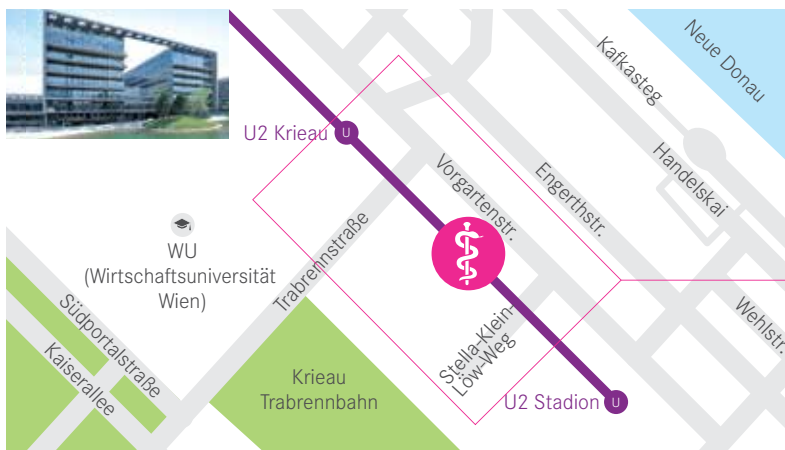 Neue Donau
Kafkasteg
U2 Krieau
U
Handelskai
Vorgartenstr.
Engerthstr.
WU
(Wirtschaftsuniversität
Wien)
Trabrennstraße
Südportalstraße
Kaiserallee
Wehlstr.
Stella-Klein-
Löw-Weg
Krieau
Trabrennbahn
U2 Stadion
U